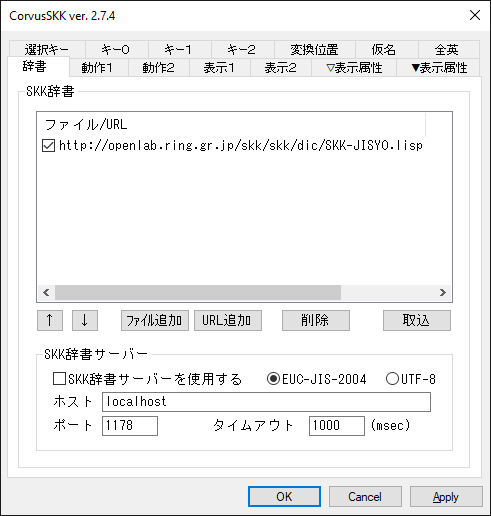 CorvusSKK ver. 2.7.4
選択キー キー0 キー1 キー2 変換位置 仮名 全英
辞書 動作1 動作2 表示1 表示2 ▽表示属性 ▼表示属性
SKK辞書
ファイル/URL
http://openlab.ring.gr.jp/skk/skk/dic/SKK-JISYO.lisp
↑ ↓ ファイル追加 URL追加 削除 取込
SKK辞書サーバー
SKK辞書サーバーを使用する EUC-JIS-2004 UTF-8
ホスト localhost
ポート 1178 タイムアウト 1000 (msec)
OK Cancel Apply